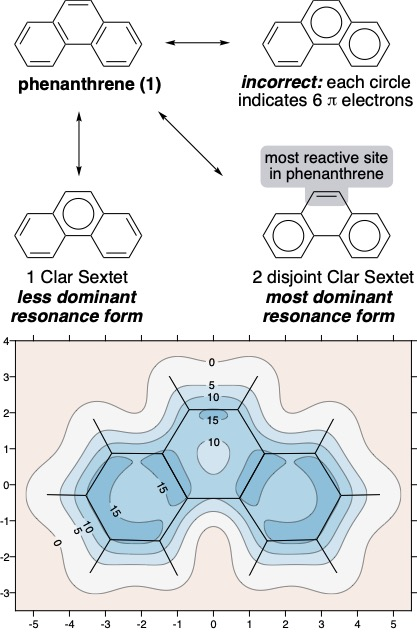 phenanthrene (1)
incorrect: each circle
indicates 6 π electrons
most reactive site
in phenanthrene
1 Clar Sextet
less dominant
resonance form
2 disjoint Clar Sextet
most dominant
resonance form
4
3
2
1
0
-1
-2
-3
0
5
10
15
10
15
15
10
5
0
15
-5 -4 -3 -2 -1 0 1 2 3 4 5